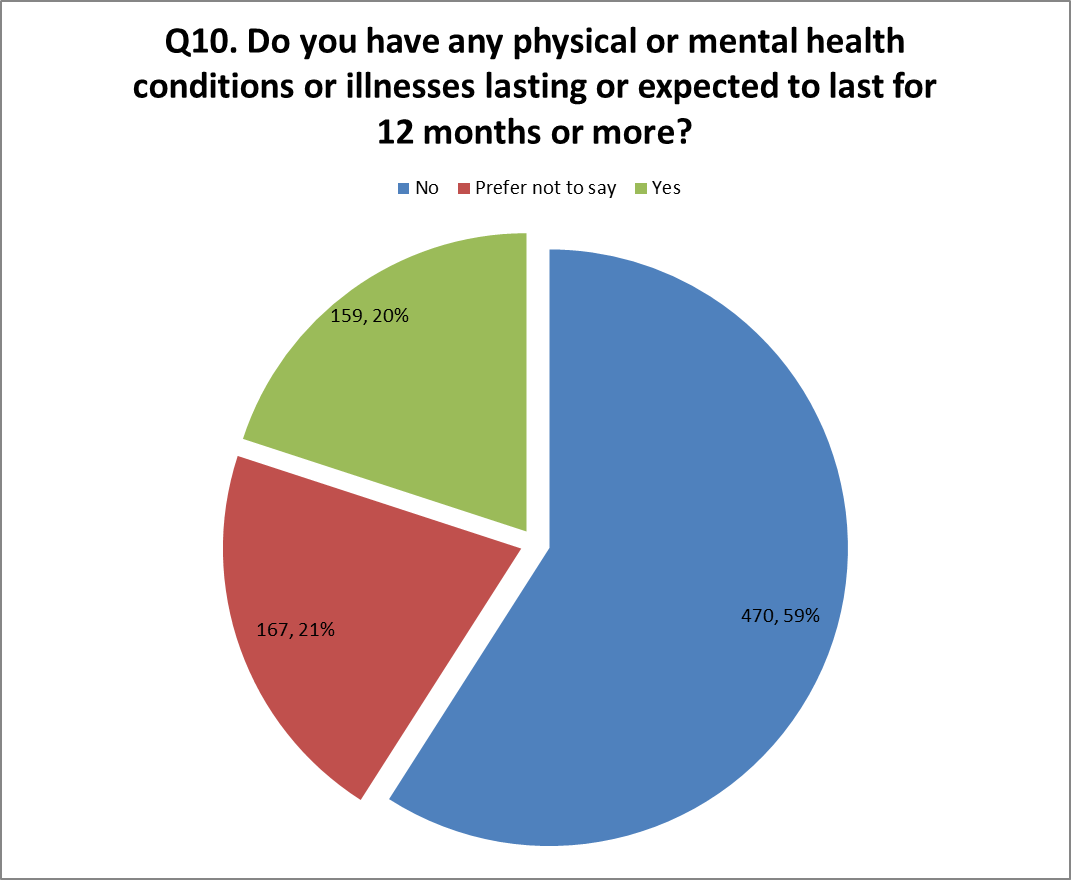 Q10. Do you have any physical or mental health
conditions or illnesses lasting or expected to last for
12 months or more?
No Prefer not to say Yes
159, 20%
470, 59%
167, 21%